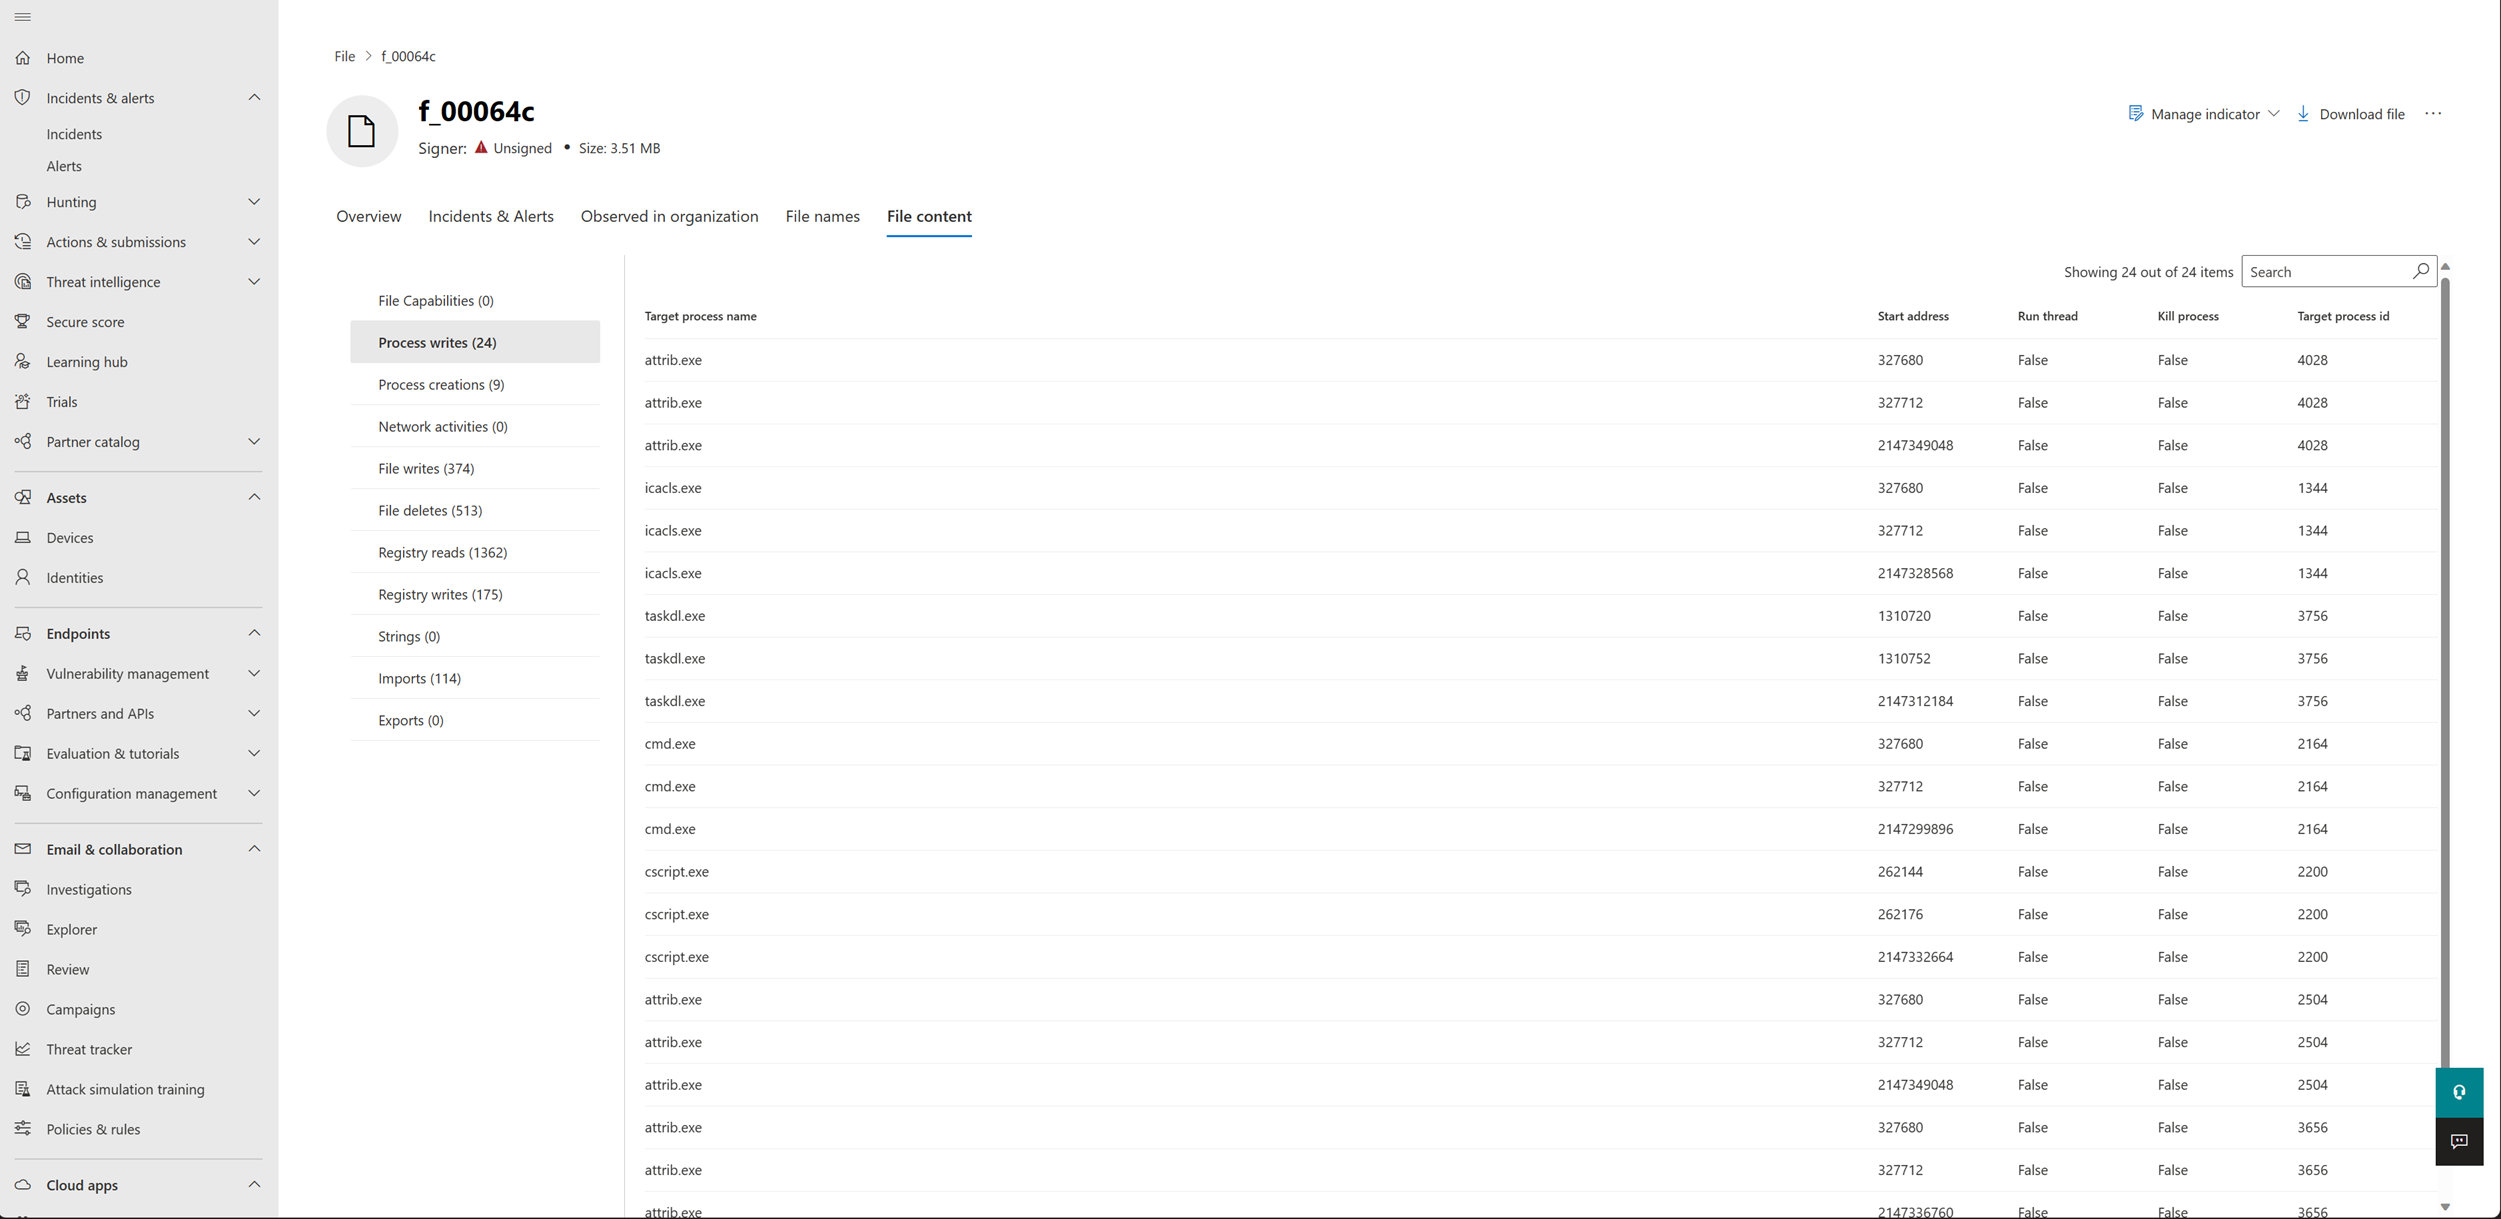 Home
Incidents & alerts
Incidents
Alerts
Hunting
Actions & submissions
Threat intelligence
Secure score
Learning hub
Trials
Partner catalog
Assets
Devices
Identities
Endpoints
Vulnerability management
Partners and APIs
Evaluation & tutorials
Configuration management
Email & collaboration
Investigations
Explorer
Review
Campaigns
Threat tracker
Attack simulation training
Policies & rules
Cloud apps
File > f_00064c
f_00064c
Signer: Unsigned • Size: 3.51 MB
Manage indicator Download file ...
Overview Incidents & Alerts Observed in organization File names File content
File Capabilities (0)
Process writes (24)
Process creations (9)
Network activities (0)
File writes (374)
File deletes (513)
Registry reads (1362)
Registry writes (175)
Strings (0)
Imports (114)
Exports (0)
Showing 24 out of 24 items Search
Target process name Start address Run thread Kill process Target process id
attrib.exe 327680 False False 4028
attrib.exe 327712 False False 4028
attrib.exe 2147349048 False False 4028
icacls.exe 327680 False False 1344
icacls.exe 327712 False False 1344
icacls.exe 2147328568 False False 1344
taskdl.exe 1310720 False False 3756
taskdl.exe 1310752 False False 3756
taskdl.exe 2147312184 False False 3756
cmd.exe 327680 False False 2164
cmd.exe 327712 False False 2164
cmd.exe 2147299896 False False 2164
cscript.exe 262144 False False 2200
cscript.exe 262176 False False 2200
cscript.exe 2147332664 False False 2200
attrib.exe 327680 False False 2504
attrib.exe 327712 False False 2504
attrib.exe 2147349048 False False 2504
attrib.exe 327680 False False 3656
attrib.exe 327712 False False 3656
attrib.exe 2147336760 False False 3656